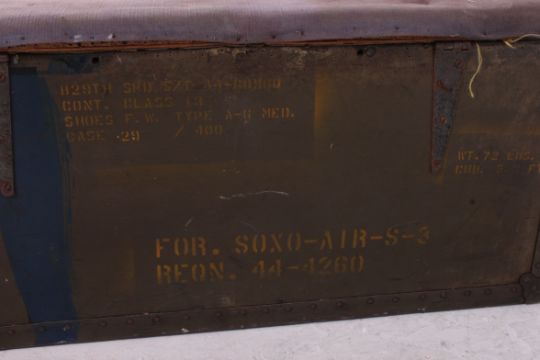 CONT. CLASS 13
SHOES F.W. TYPE A-6 MED.
CASE 29 / 400
WT. 72 LBS.
FOR. SOXO-AIR-S-3
REQN. 44-4260